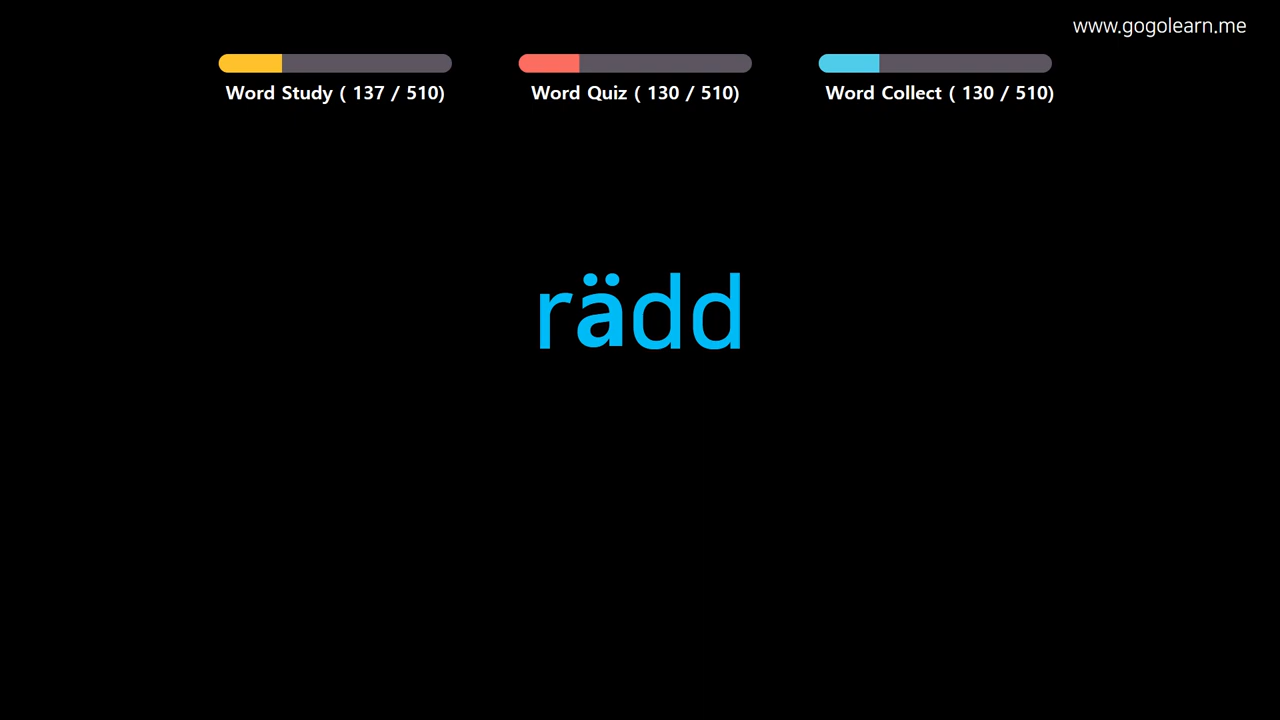 www.gogolearn.me
Word Study ( 137 / 510)
Word Quiz ( 130 / 510)
Word Collect ( 130 / 510)
rädd